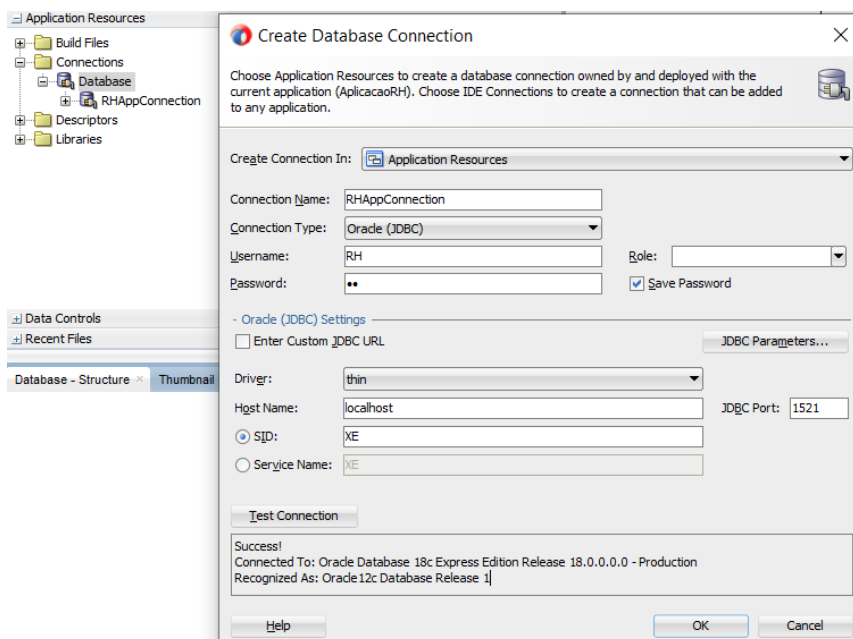 Application Resources
Build Files
Connections
Database
RHAppConnection
Descriptors
Libraries
Data Controls
Recent Files
Database - Structure × Thumbnail
Create Database Connection
Choose Application Resources to create a database connection owned by and deployed with the
current application (AplicacaoRH). Choose IDE Connections to create a connection that can be added
to any application.
Create Connection In: Application Resources
Connection Name: RHAppConnection
Connection Type: Oracle (JDBC)
Username: RH Role:
Password: •• Save Password
- Oracle (JDBC) Settings
Enter Custom JDBC URL JDBC Parameters...
Driver: thin
Host Name: localhost JDBC Port: 1521
SID: XE
Service Name: XE
Test Connection
Success!
Connected To: Oracle Database 18c Express Edition Release 18.0.0.0.0 - Production
Recognized As: Oracle12c Database Release 1
Help OK Cancel